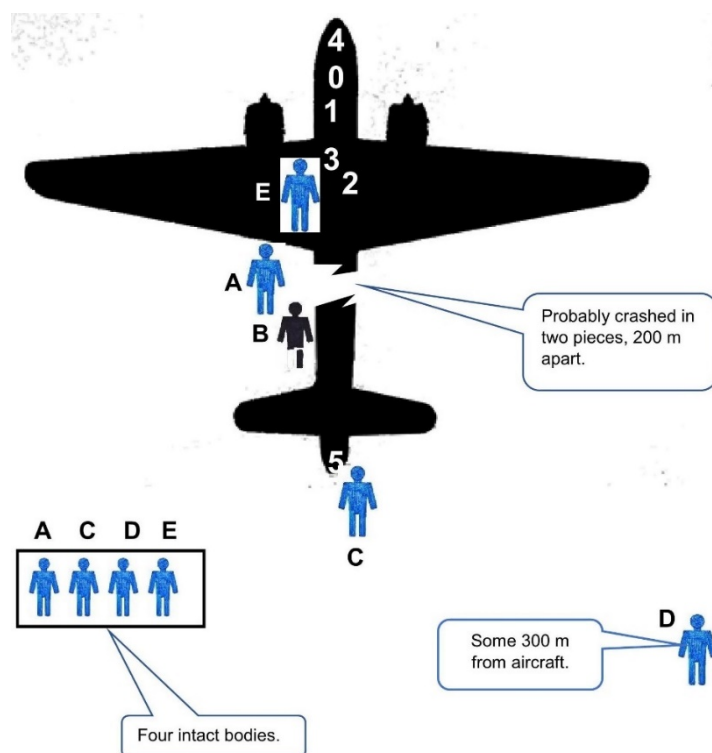 4
0
1
3
2
E
A
Probably crashed in
two pieces, 200 m
apart.
B
5
C
A C D E
D
Some 300 m
from aircraft.
Four intact bodies.